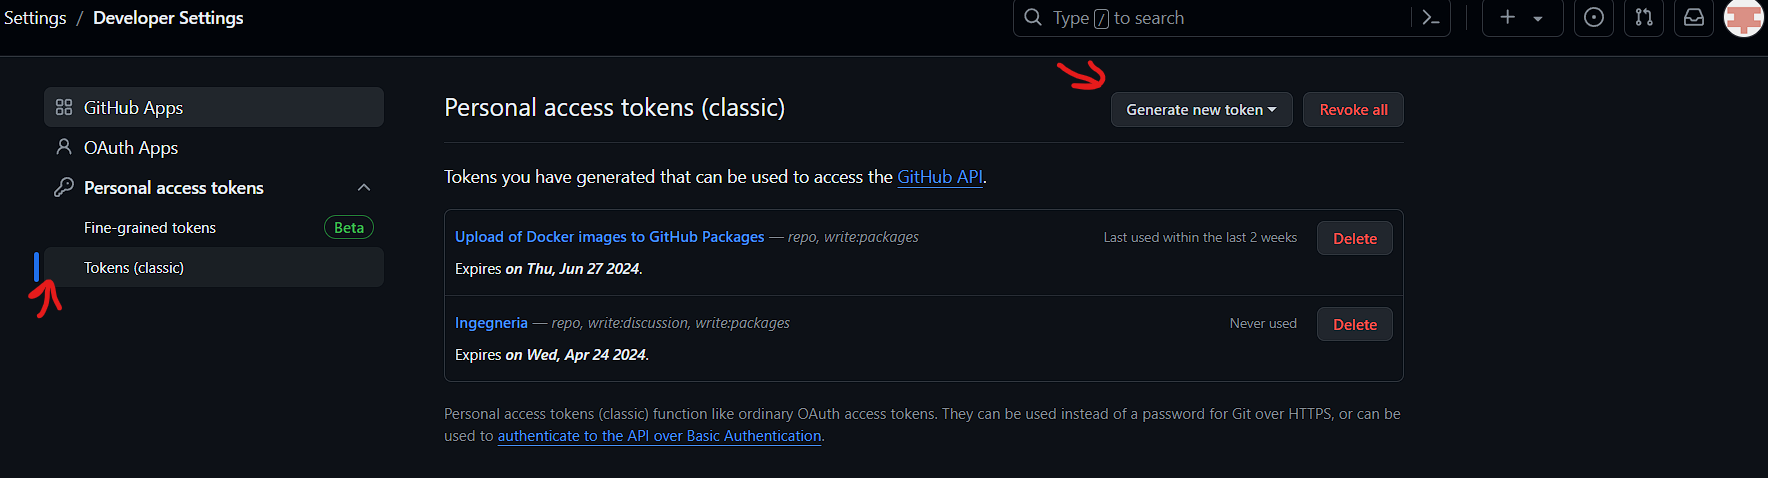 Settings / Developer Settings
Type / to search
GitHub Apps
OAuth Apps
Personal access tokens
Fine-grained tokens Beta
Tokens (classic)
Personal access tokens (classic)
Generate new token
Revoke all
Tokens you have generated that can be used to access the GitHub API.
Upload of Docker images to GitHub Packages — repo, write:packages
Last used within the last 2 weeks
Delete
Expires on Thu, Jun 27 2024.
Ingegneria — repo, write:discussion, write:packages
Never used
Delete
Expires on Wed, Apr 24 2024.
Personal access tokens (classic) function like ordinary OAuth access tokens. They can be used instead of a password for Git over HTTPS, or can be
used to authenticate to the API over Basic Authentication.